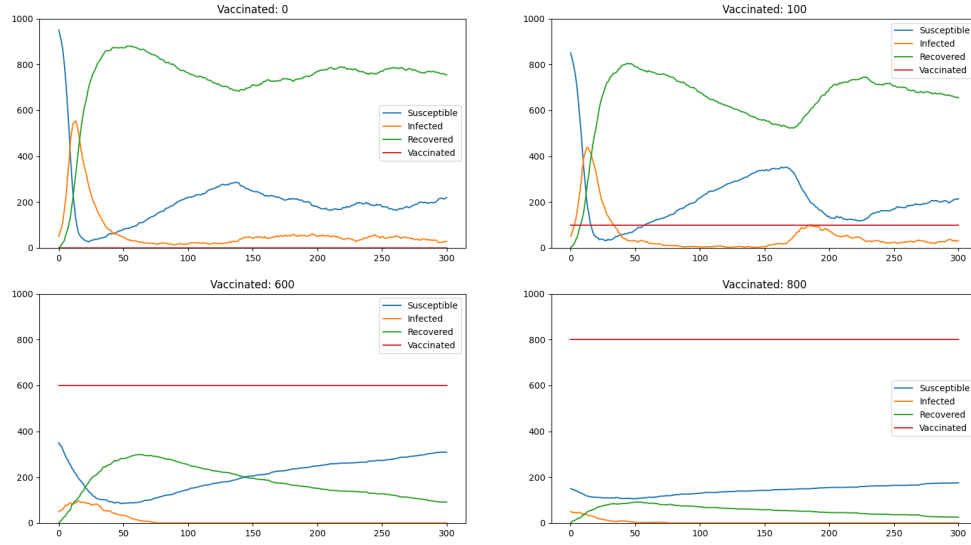 Vaccinated: 0
1000
800
600
400
200
0
0
50
100
150
200
250
300
Susceptible
Infected
Recovered
Vaccinated
Vaccinated: 100
1000
800
600
400
200
0
0
50
100
150
200
250
300
Susceptible
Infected
Recovered
Vaccinated
Vaccinated: 600
1000
800
600
400
200
0
0
50
100
150
200
250
300
Susceptible
Infected
Recovered
Vaccinated
Vaccinated: 800
1000
800
600
400
200
0
0
50
100
150
200
250
300
Susceptible
Infected
Recovered
Vaccinated